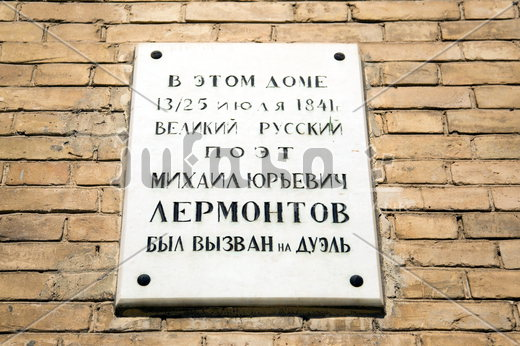 В ЭТОМ ДОМЕ
13/25 ИЮЛЯ 1841г
ВЕЛИКИЙ РУССКИЙ
ПОЭТ
МИХАИЛ ЮРЬЕВИЧ
ЛЕРМОНТОВ
БЫЛ ВЫЗВАН на ДУЭЛЬ